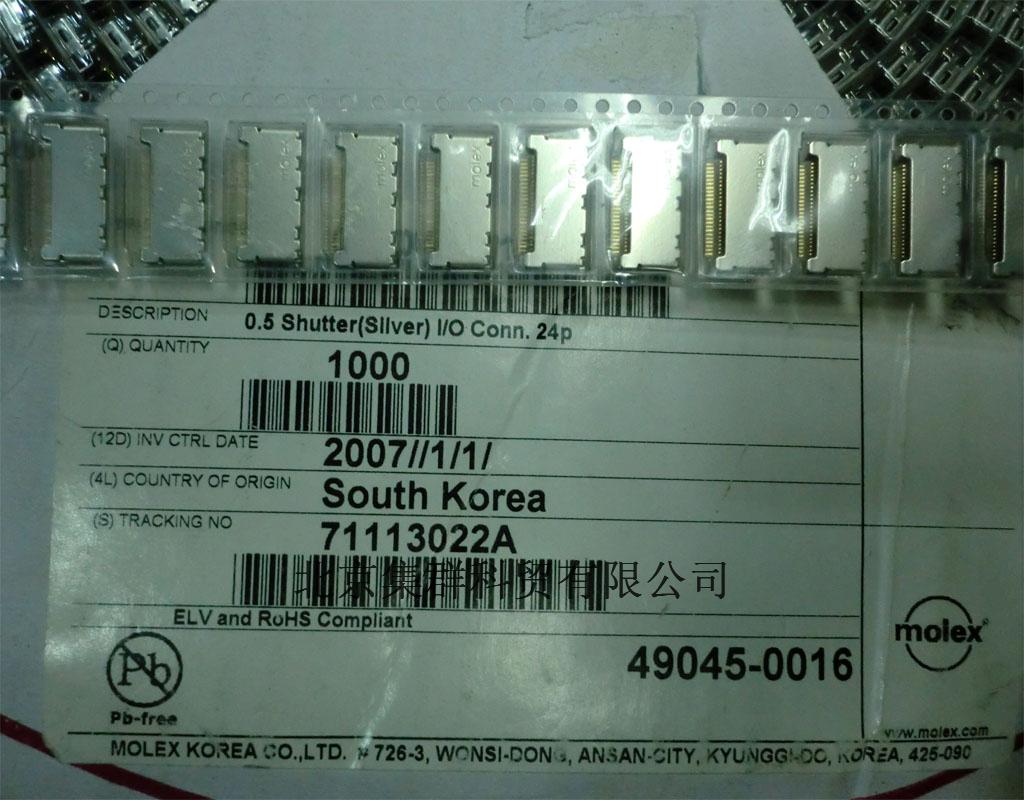 molex
molex
molex
molex
molex
DESCRIPTION 0.5 Shutter(Silver) I/O Conn. 24p
(Q) QUANTITY 1000
(12D) INV CTRL DATE 2007//1/1/
(4L) COUNTRY OF ORIGIN South Korea
(S) TRACKING NO 71113022A
北京集群科贸有限公司
ELV and RoHS Compliant
Pb
Pb-free
49045-0016
molex®
www.molex.com
MOLEX KOREA CO.,LTD. # 726-3, WONSI-DONG, ANSAN-CITY, KYUNGGI-DO, KOREA, 425-090